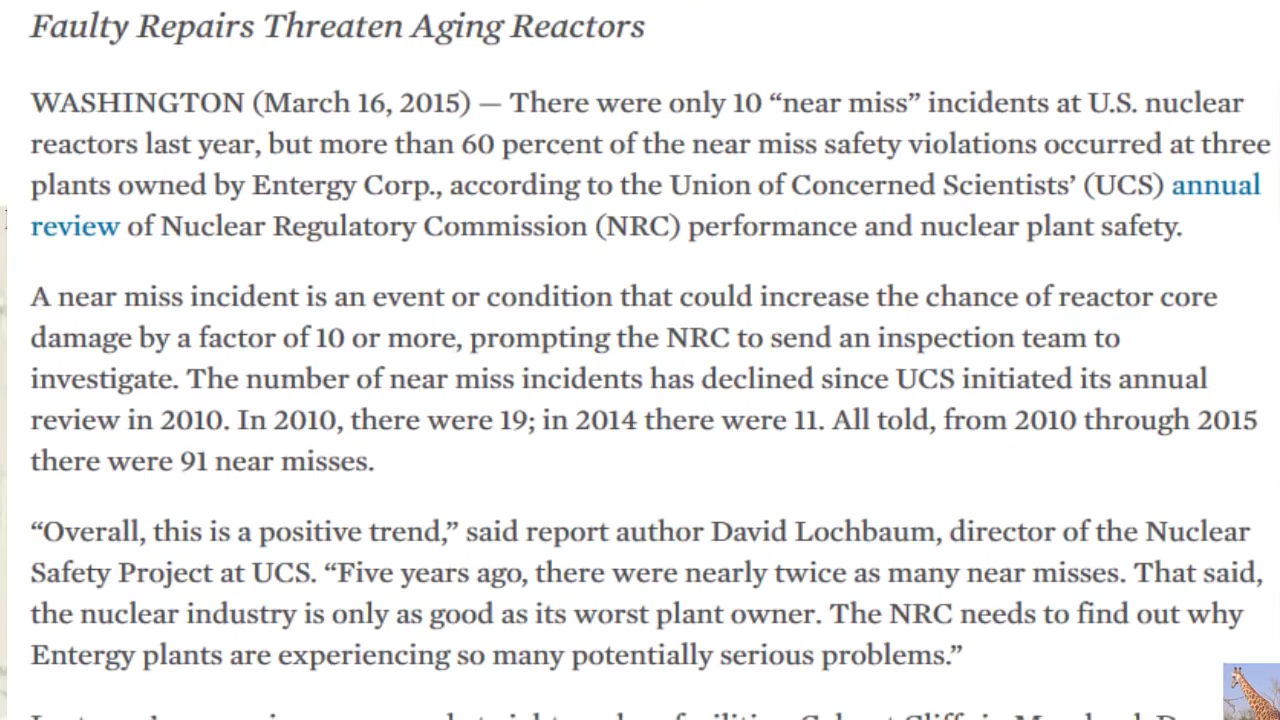 Faulty Repairs Threaten Aging Reactors
WASHINGTON (March 16, 2015) — There were only 10 “near miss” incidents at U.S. nuclear
reactors last year, but more than 60 percent of the near miss safety violations occurred at three
plants owned by Entergy Corp., according to the Union of Concerned Scientists’ (UCS) annual
review of Nuclear Regulatory Commission (NRC) performance and nuclear plant safety.
A near miss incident is an event or condition that could increase the chance of reactor core
damage by a factor of 10 or more, prompting the NRC to send an inspection team to
investigate. The number of near miss incidents has declined since UCS initiated its annual
review in 2010. In 2010, there were 19; in 2014 there were 11. All told, from 2010 through 2015
there were 91 near misses.
“Overall, this is a positive trend,” said report author David Lochbaum, director of the Nuclear
Safety Project at UCS. “Five years ago, there were nearly twice as many near misses. That said,
the nuclear industry is only as good as its worst plant owner. The NRC needs to find out why
Entergy plants are experiencing so many potentially serious problems.”